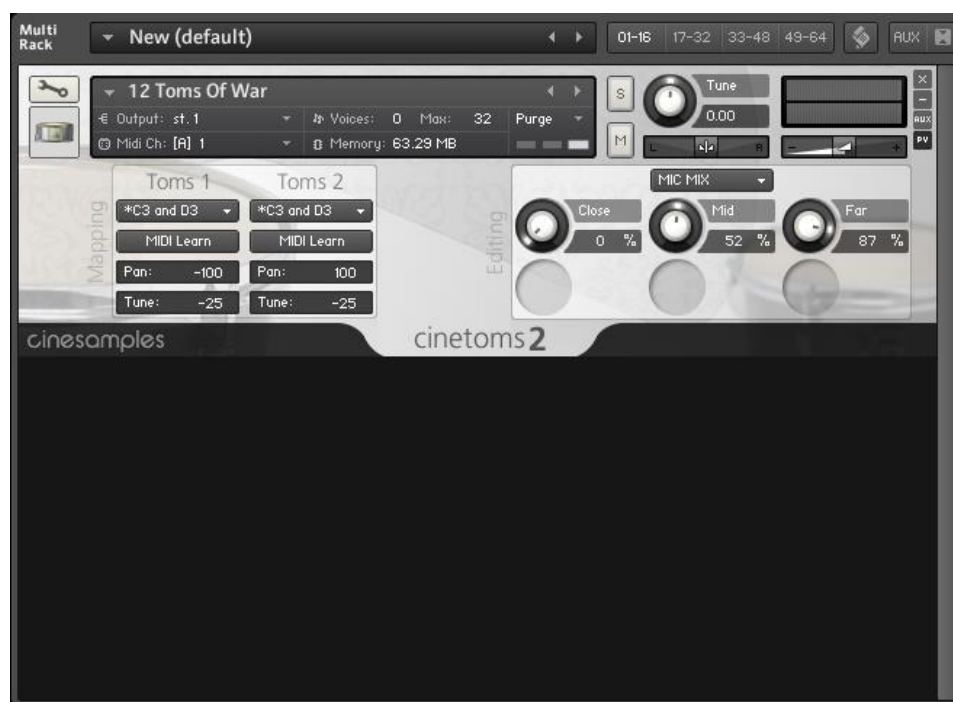 Multi
Rack
New (default)
01-16 17-32 33-48 49-64
AUX
12 Toms Of War
Output: st.1
Voices: 0 Max: 32
Purge
Midi Ch: [A] 1
Memory: 63.29 MB
S
M
Tune
0.00
L R
- +
×
-
AUX
PV
Mapping
Toms 1 Toms 2
*C3 and D3 *C3 and D3
MIDI Learn MIDI Learn
Pan: -100 Pan: 100
Tune: -25 Tune: -25
Editing
MIC MIX
Close Mid Far
0 % 52 % 87 %
cinesamples
cinetoms2